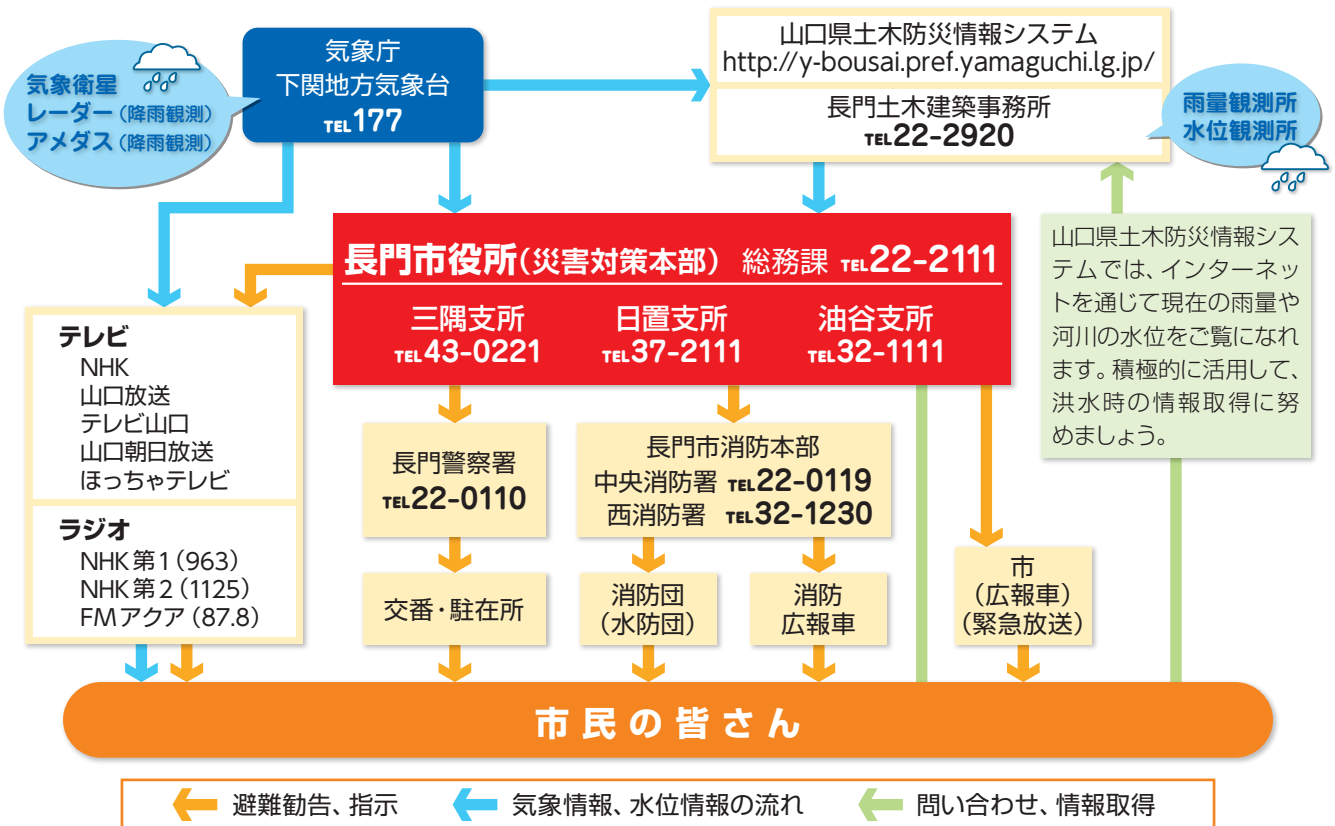 気象衛星
レーダー(降雨観測)
アメダス(降雨観測)
気象庁
下関地方気象台
TEL177
山口県土木防災情報システム
http://y-bousai.pref.yamaguchi.lg.jp/
長門土木建築事務所
TEL22-2920
雨量観測所
水位観測所
長門市役所(災害対策本部) 総務課 TEL22-2111
三隅支所
TEL43-0221
日置支所
TEL37-2111
油谷支所
TEL32-1111
山口県土木防災情報シス
テムでは、インターネッ
トを通じて現在の雨量や
河川の水位をご覧になれ
ます。積極的に活用して、
洪水時の情報取得に努
めましょう。
テレビ
NHK
山口放送
テレビ山口
山口朝日放送
ほっちゃテレビ
ラジオ
NHK第1(963)
NHK第2(1125)
FMアクア(87.8)
長門警察署
TEL22-0110
長門市消防本部
中央消防署 TEL22-0119
西消防署 TEL32-1230
交番・駐在所
消防団
(水防団)
消防
広報車
市
(広報車)
(緊急放送)
市民の皆さん
避難勧告、指示 気象情報、水位情報の流れ 問い合わせ、情報取得